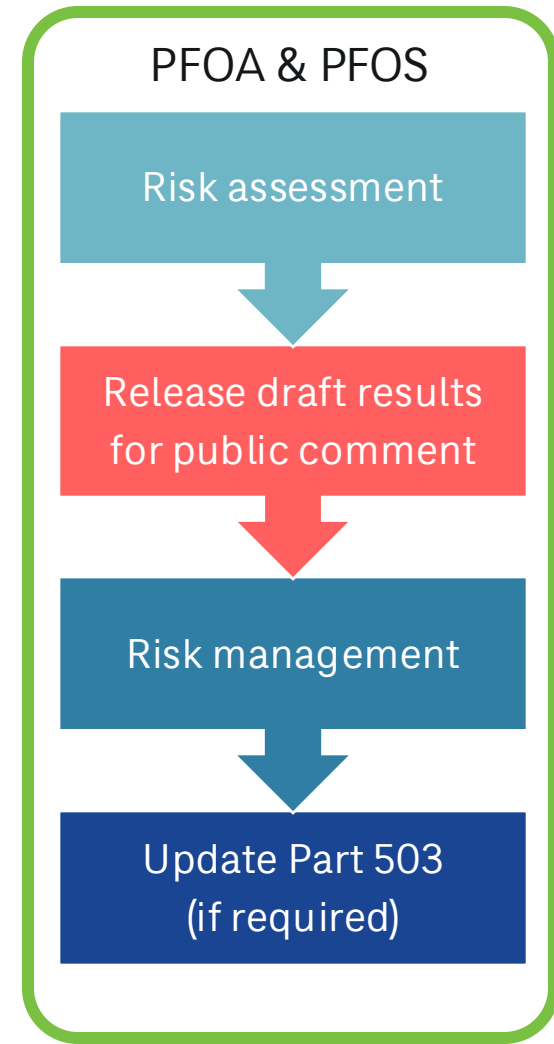 PFOA & PFOS
Risk assessment
Release draft results
for public comment
Risk management
Update Part 503
(if required)